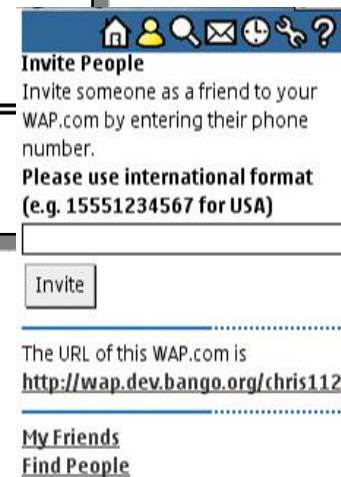 Invite People
Invite someone as a friend to your
WAP.com by entering their phone
number.
Please use international format
(e.g. 15551234567 for USA)
Invite
The URL of this WAP.com is
http://wap.dev.bango.org/chris112
My Friends
Find People